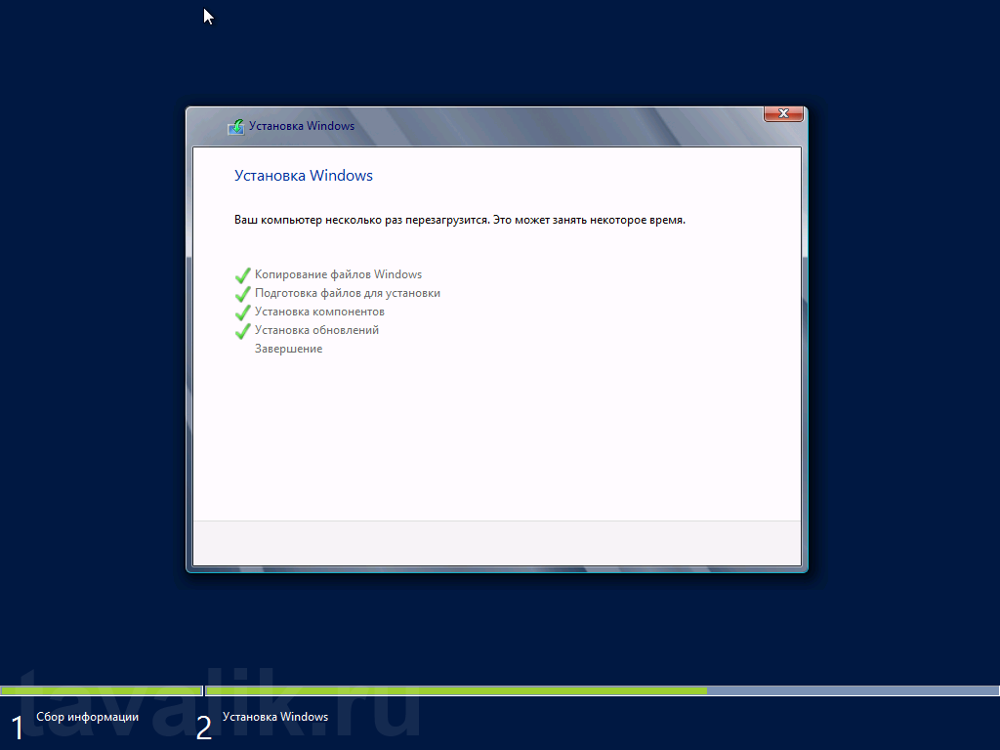 Установка Windows
Установка Windows
Ваш компьютер несколько раз перезагрузится. Это может занять некоторое время.
Копирование файлов Windows
Подготовка файлов для установки
Установка компонентов
Установка обновлений
Завершение
tavalik.ru
1 Сбор информации
2 Установка Windows